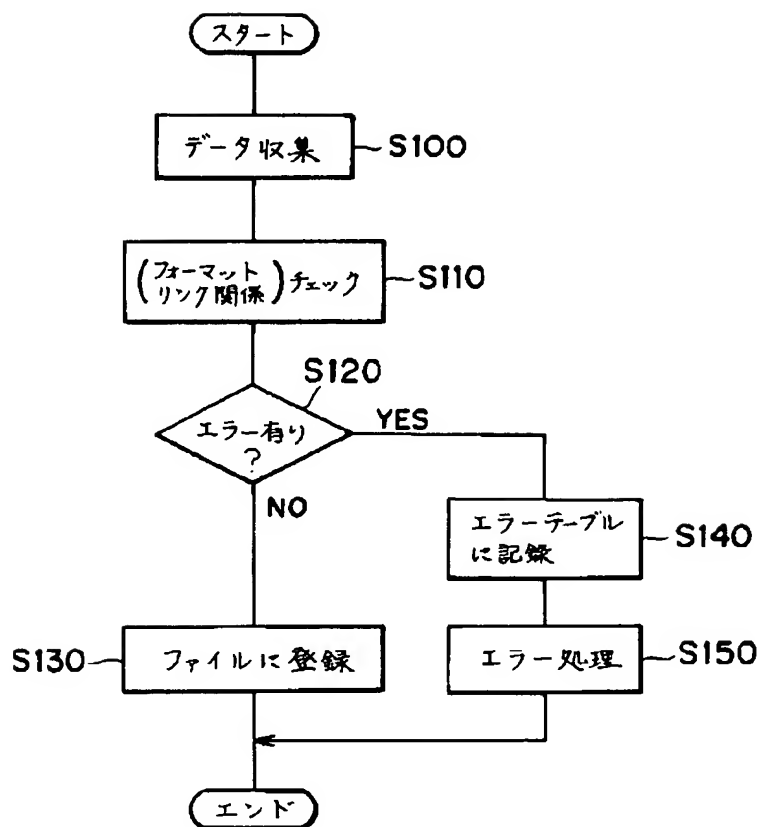 スタート
データ収集
S100
(フォーマット
リンク関係)チェック
S110
S120
エラー有り
?
YES
NO
エラーテーブル
に記録
S140
S130
ファイルに登録
エラー処理
S150
エンド